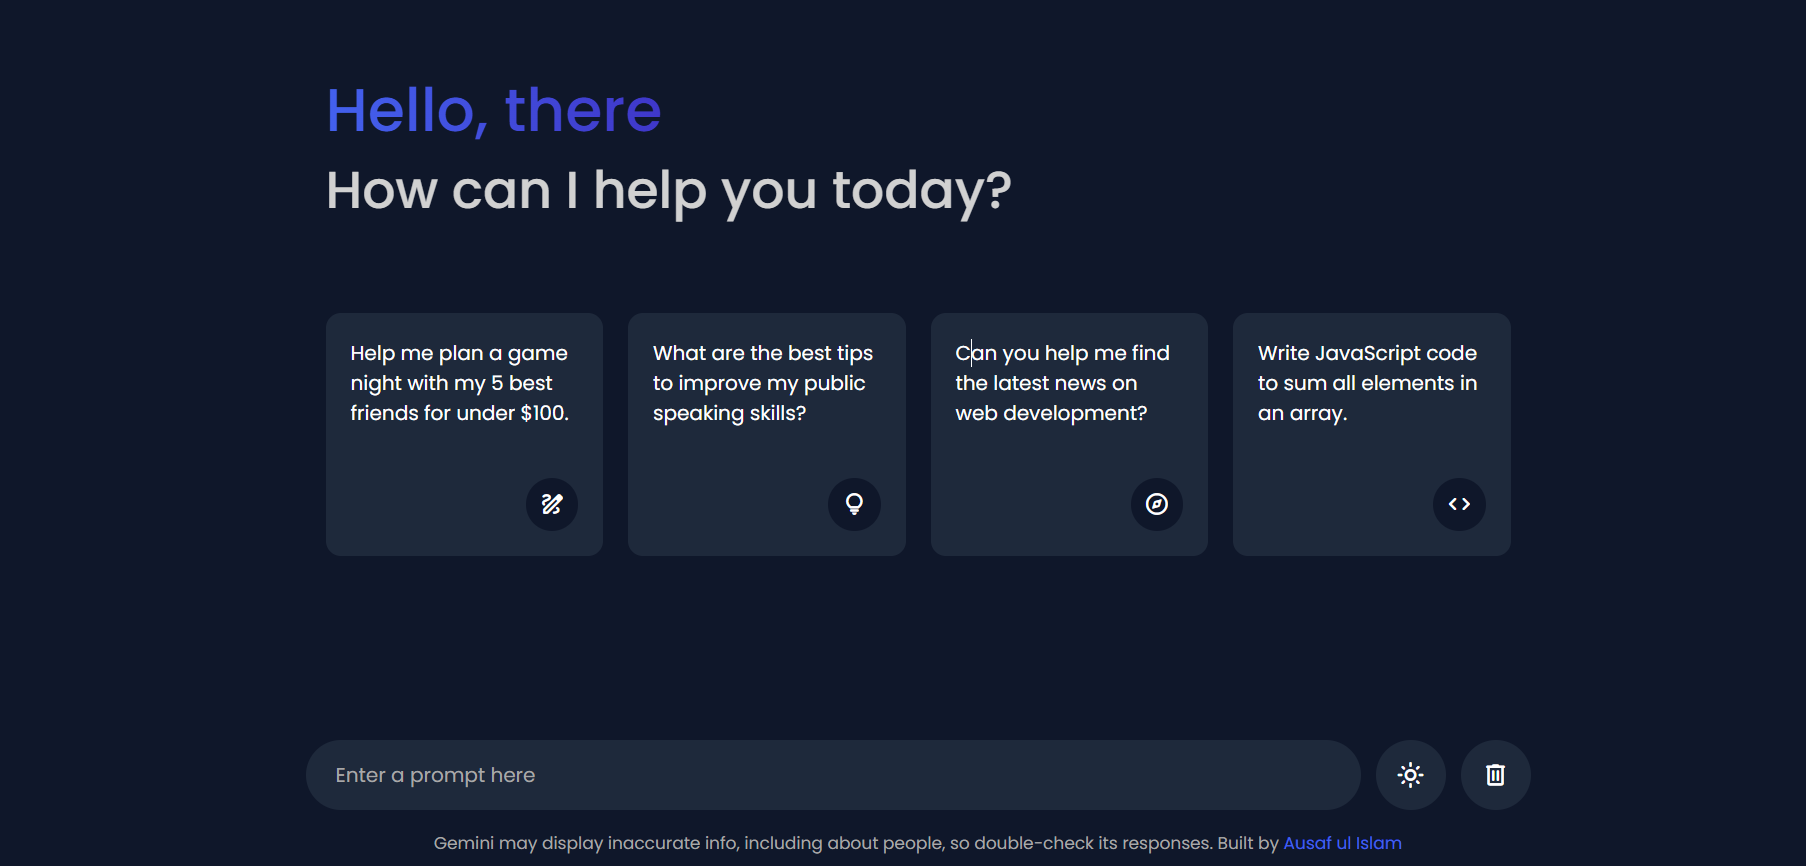 Hello, there
How can I help you today?
Help me plan a game
night with my 5 best
friends for under $100.
What are the best tips
to improve my public
speaking skills?
Can you help me find
the latest news on
web development?
Write JavaScript code
to sum all elements in
an array.
Enter a prompt here
Gemini may display inaccurate info, including about people, so double-check its responses. Built by Ausaf ul Islam